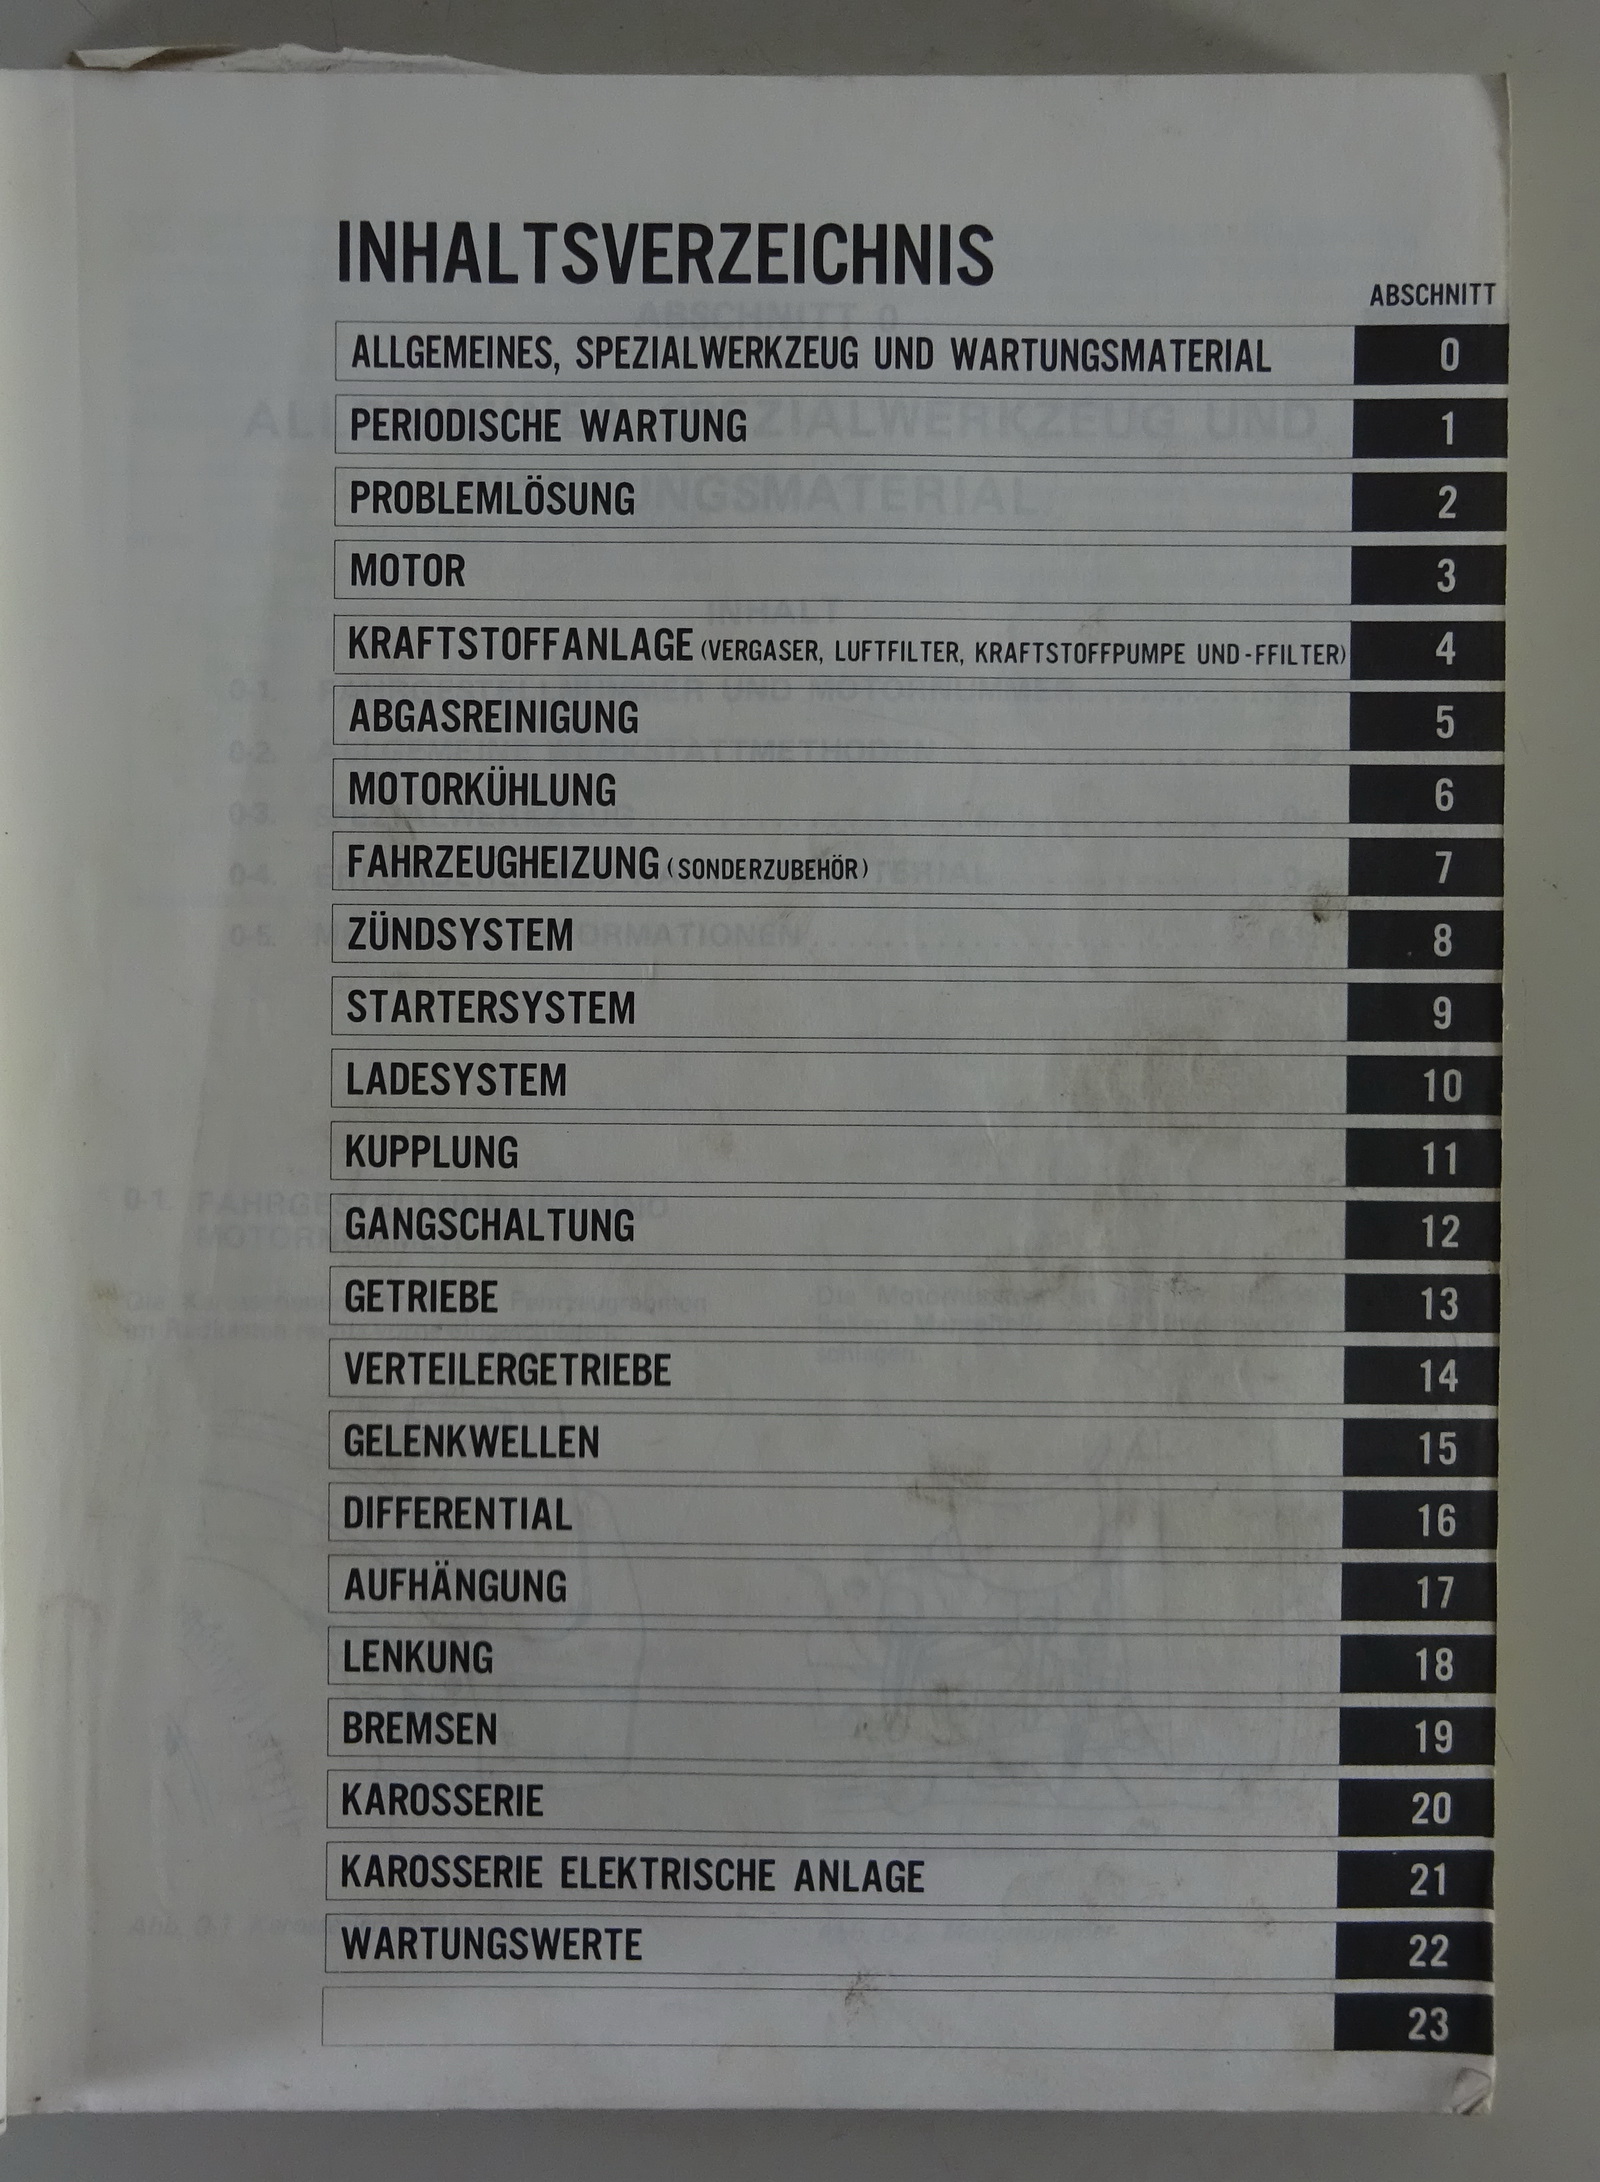 INHALTSVERZEICHNIS
ABSCHNITT
ALLGEMEINES, SPEZIALWERKZEUG UND WARTUNGSMATERIAL 0
PERIODISCHE WARTUNG 1
PROBLEMLÖSUNG 2
MOTOR 3
KRAFTSTOFFANLAGE (VERGASER, LUFTFILTER, KRAFTSTOFFPUMPE UND -FFILTER) 4
ABGASREINIGUNG 5
MOTORKÜHLUNG 6
FAHRZEUGHEIZUNG (SONDERZUBEHÖR) 7
ZÜNDSYSTEM 8
STARTERSYSTEM 9
LADESYSTEM 10
KUPPLUNG 11
GANGSCHALTUNG 12
GETRIEBE 13
VERTEILERGETRIEBE 14
GELENKWELLEN 15
DIFFERENTIAL 16
AUFHÄNGUNG 17
LENKUNG 18
BREMSEN 19
KAROSSERIE 20
KAROSSERIE ELEKTRISCHE ANLAGE 21
WARTUNGSWERTE 22
23